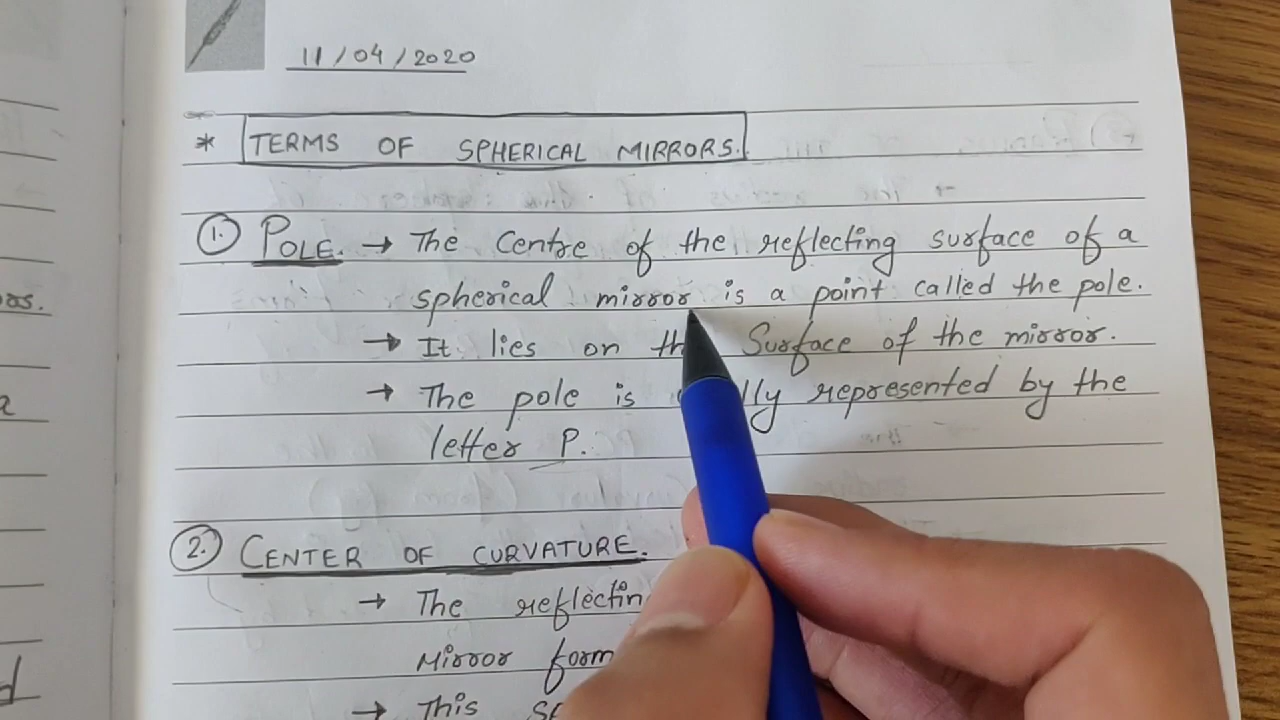 11/04/2020
* TERMS OF SPHERICAL MIRRORS.
1. POLE. → The Centre of the reflecting surface of a
spherical mirror is a point called the pole.
→ It lies on Surface of the mirror.
→ The pole is represented by the
letter P.
2. CENTER OF CURVATURE.
→ The
Mirror
→ This